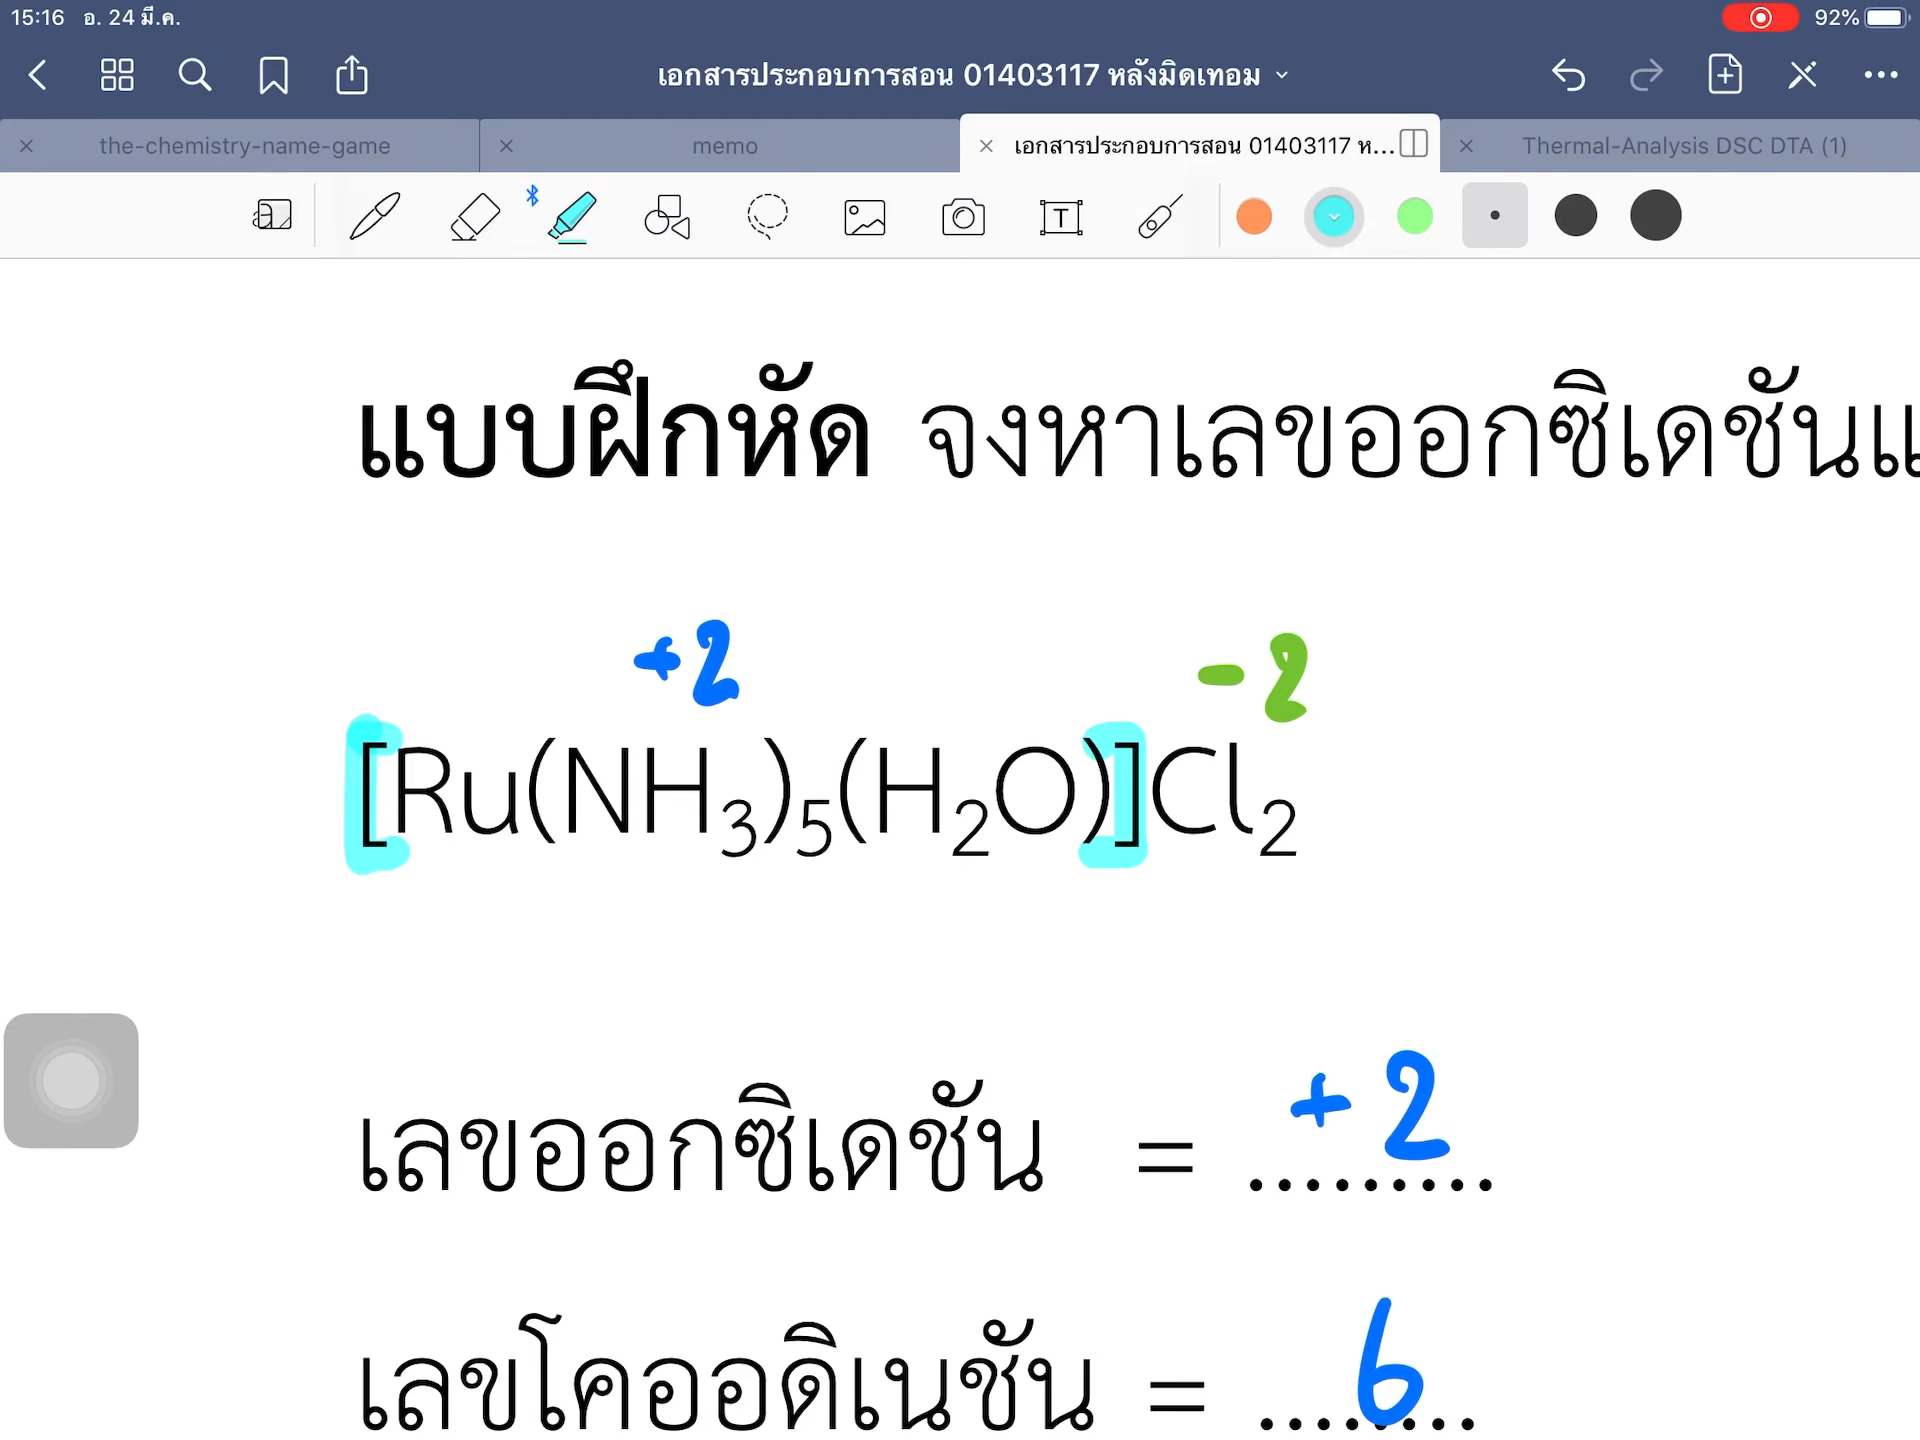 15:16 อ. 24 มี.ค. 92%
เอกสารประกอบการสอน 01403117 หลังมิดเทอม
the-chemistry-name-game memo เอกสารประกอบการสอน 01403117 ห... Thermal-Analysis DSC DTA (1)
แบบฝึกหัด จงหาเลขออกซิเดชันแ
+2 -2
[Ru(NH₃)₅(H₂O)]Cl₂
เลขออกซิเดชัน = +2 .........
เลขโคออดิเนชัน = 6 ........